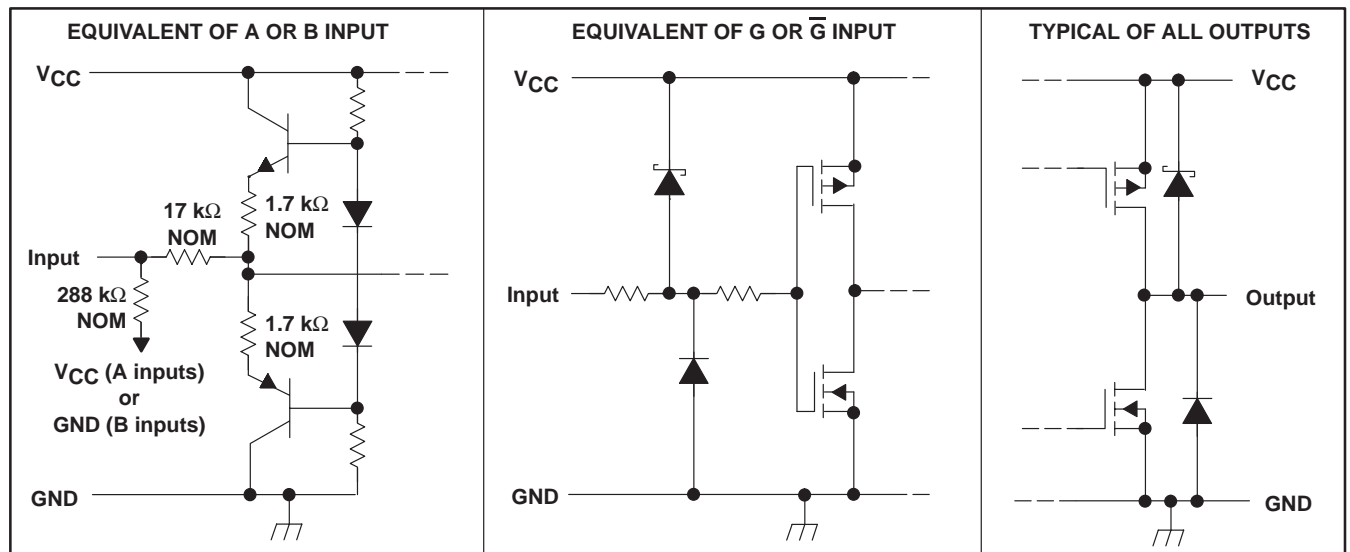 EQUIVALENT OF A OR B INPUT
VCC
17 kΩ
NOM
1.7 kΩ
NOM
Input
288 kΩ
NOM
1.7 kΩ
NOM
VCC (A inputs)
or
GND (B inputs)
GND
EQUIVALENT OF G OR G̅ INPUT
VCC
Input
GND
TYPICAL OF ALL OUTPUTS
VCC
Output
GND